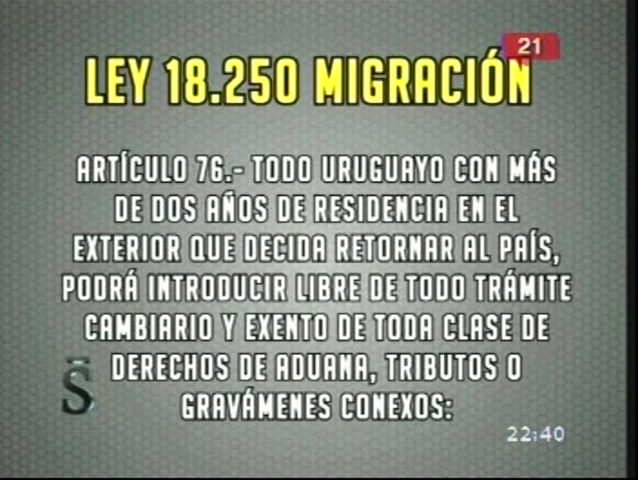 21
LEY 18.250 MIGRACIÓN
ARTÍCULO 76.- TODO URUGUAYO CON MÁS
DE DOS AÑOS DE RESIDENCIA EN EL
EXTERIOR QUE DECIDA RETORNAR AL PAÍS,
PODRÁ INTRODUCIR LIBRE DE TODO TRÁMITE
CAMBIARIO Y EXENTO DE TODA CLASE DE
DERECHOS DE ADUANA, TRIBUTOS O
GRAVÁMENES CONEXOS:
S
22:40